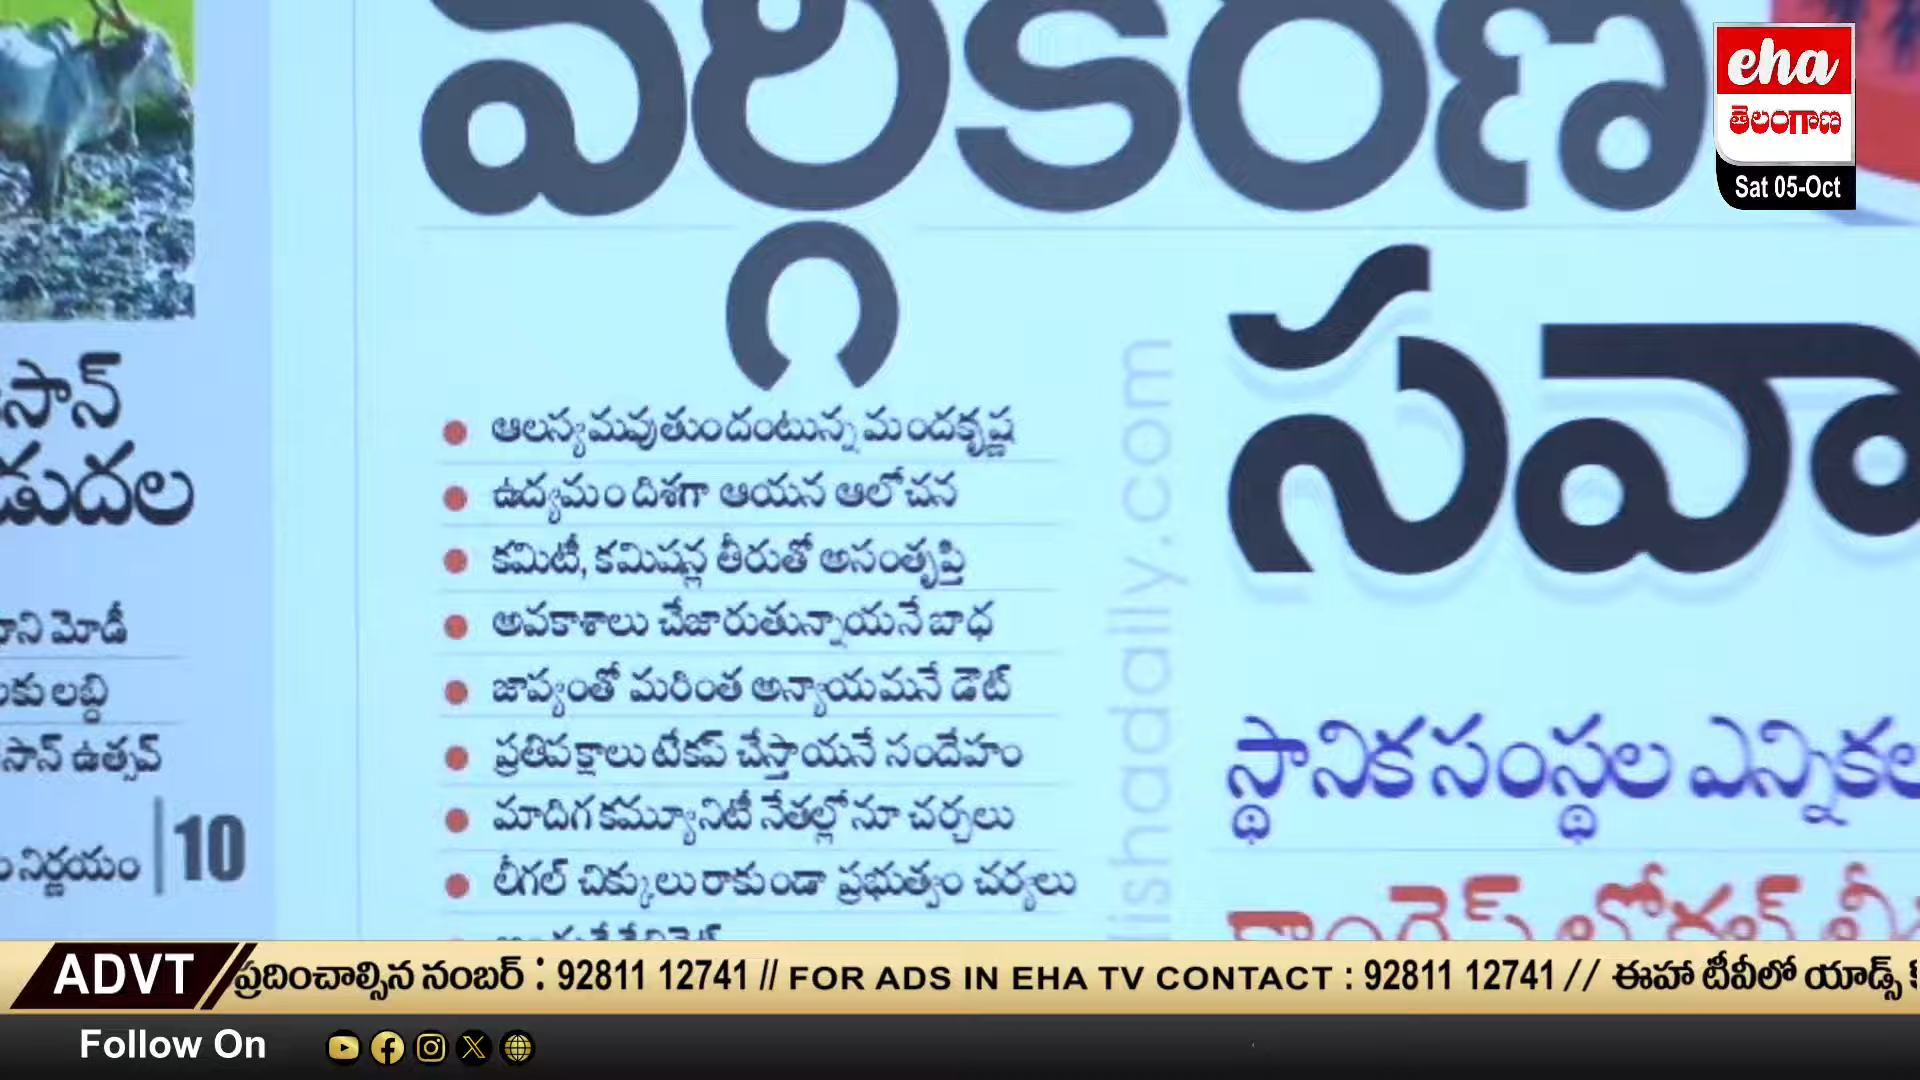 వర్గీకరణ
eha
తెలంగాణ
Sat 05-Oct
ఆలస్యమవుతుందంటున్న మందకృష్ణ
ఉద్యమం దిశగా ఆయన ఆలోచన
కమిటీ, కమిషన్ల తీరుతో అసంతృప్తి
అవకాశాలు చేజారుతున్నాయనే బాధ
జాప్యంతో మరింత అన్యాయమనే డౌట్
ప్రతిపక్షాలు టేకప్ చేస్తాయనే సందేహం
మాదిగ కమ్యూనిటీ నేతల్లోనూ చర్చలు
లీగల్ చిక్కులు రాకుండా ప్రభుత్వం చర్యలు
స్థానిక సంస్థల ఎన్నికల
డుదల
ని మోడీ
కు లబ్ధి
సాన్ ఉత్సవ్
నిర్ణయం 10
ishadaily.com
ADVT ప్రదించాల్సిన నంబర్ : 92811 12741 // FOR ADS IN EHA TV CONTACT : 92811 12741 // ఈహా టీవీలో యాడ్స్
Follow On